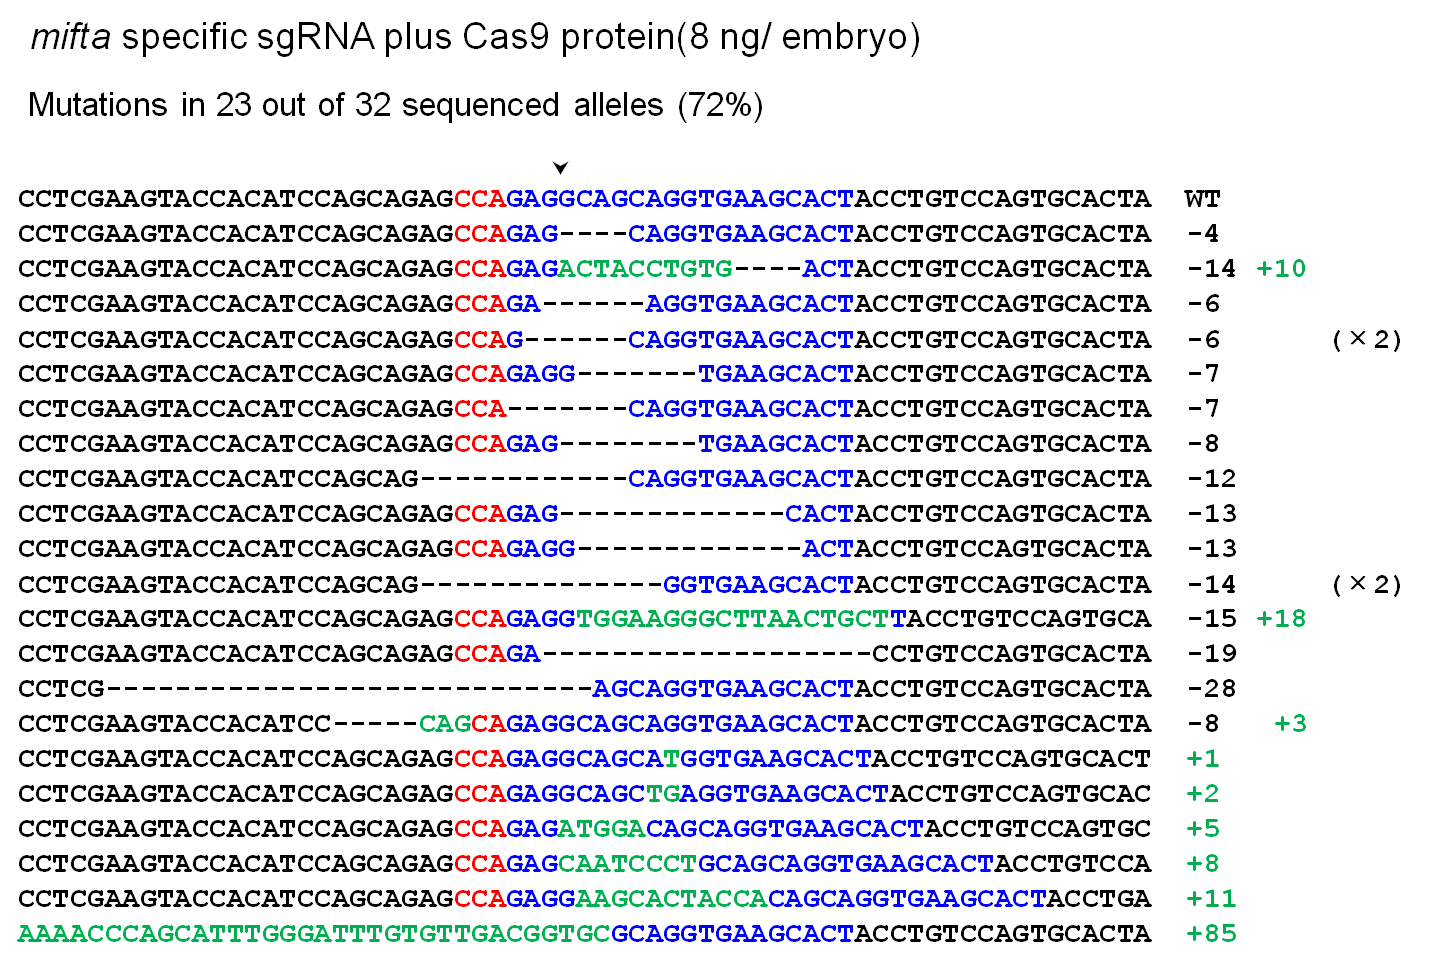 mifta specific sgRNA plus Cas9 protein(8 ng/ embryo)
Mutations in 23 out of 32 sequenced alleles (72%)
CCTCGAAGTACCACATCCAGCAGAGCCAGAGGCAGCAGGTGAAGCACTACCTGTCCAGTGCACTA WT
CCTCGAAGTACCACATCCAGCAGAGCCAGAG----CAGGTGAAGCACTACCTGTCCAGTGCACTA -4
CCTCGAAGTACCACATCCAGCAGAGCCAGAGACTACCTGTG----ACTACCTGTCCAGTGCACTA -14 +10
CCTCGAAGTACCACATCCAGCAGAGCCAGA------AGGTGAAGCACTACCTGTCCAGTGCACTA -6
CCTCGAAGTACCACATCCAGCAGAGCCAG------CAGGTGAAGCACTACCTGTCCAGTGCACTA -6 (×2)
CCTCGAAGTACCACATCCAGCAGAGCCAGAGG-------TGAAGCACTACCTGTCCAGTGCACTA -7
CCTCGAAGTACCACATCCAGCAGAGCCA-------CAGGTGAAGCACTACCTGTCCAGTGCACTA -7
CCTCGAAGTACCACATCCAGCAGAGCCAGAG--------TGAAGCACTACCTGTCCAGTGCACTA -8
CCTCGAAGTACCACATCCAGCAG------------CAGGTGAAGCACTACCTGTCCAGTGCACTA -12
CCTCGAAGTACCACATCCAGCAGAGCCAGAG-------------CACTACCTGTCCAGTGCACTA -13
CCTCGAAGTACCACATCCAGCAGAGCCAGAGG-------------ACTACCTGTCCAGTGCACTA -13
CCTCGAAGTACCACATCCAGCAG--------------GGTGAAGCACTACCTGTCCAGTGCACTA -14 (×2)
CCTCGAAGTACCACATCCAGCAGAGCCAGAGGTGGAAGGGCTTAACTGCTTACCTGTCCAGTGCA -15 +18
CCTCGAAGTACCACATCCAGCAGAGCCAGA-------------------CCTGTCCAGTGCACTA -19
CCTCG----------------------------AGCAGGTGAAGCACTACCTGTCCAGTGCACTA -28
CCTCGAAGTACCACATCC-----CAGCAGAGGCAGCAGGTGAAGCACTACCTGTCCAGTGCACTA -8 +3
CCTCGAAGTACCACATCCAGCAGAGCCAGAGGCAGCATGGTGAAGCACTACCTGTCCAGTGCACT +1
CCTCGAAGTACCACATCCAGCAGAGCCAGAGGCAGCTGAGGTGAAGCACTACCTGTCCAGTGCAC +2
CCTCGAAGTACCACATCCAGCAGAGCCAGAGATGGACAGCAGGTGAAGCACTACCTGTCCAGTGC +5
CCTCGAAGTACCACATCCAGCAGAGCCAGAGCAATCCCTGCAGCAGGTGAAGCACTACCTGTCCA +8
CCTCGAAGTACCACATCCAGCAGAGCCAGAGGAAGCACTACCACAGCAGGTGAAGCACTACCTGA +11
AAAACCCAGCATTTGGGATTTGTGTTGACGGTGCGCAGGTGAAGCACTACCTGTCCAGTGCACTA +85